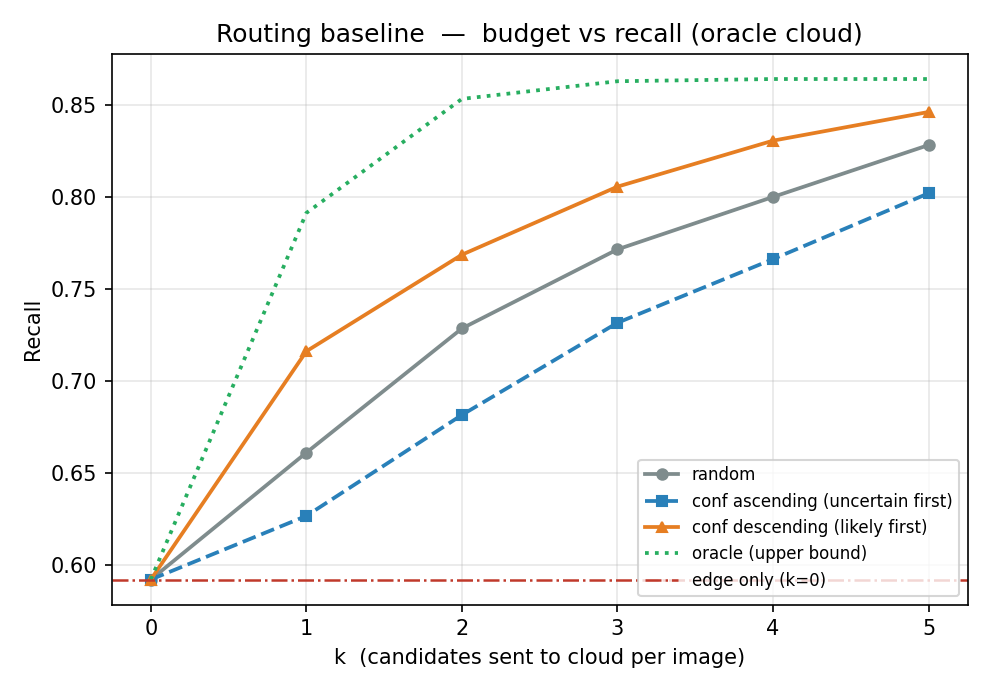 Routing baseline — budget vs recall (oracle cloud)
Recall
0.85
0.80
0.75
0.70
0.65
0.60
random
conf ascending (uncertain first)
conf descending (likely first)
oracle (upper bound)
edge only (k=0)
0 1 2 3 4 5
k (candidates sent to cloud per image)